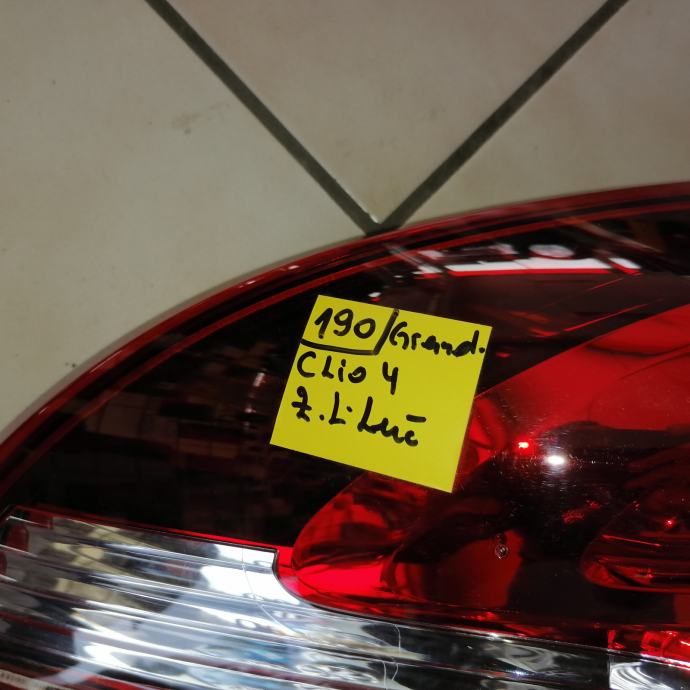 190/Grand.
Clio 4
Z. L. Luč